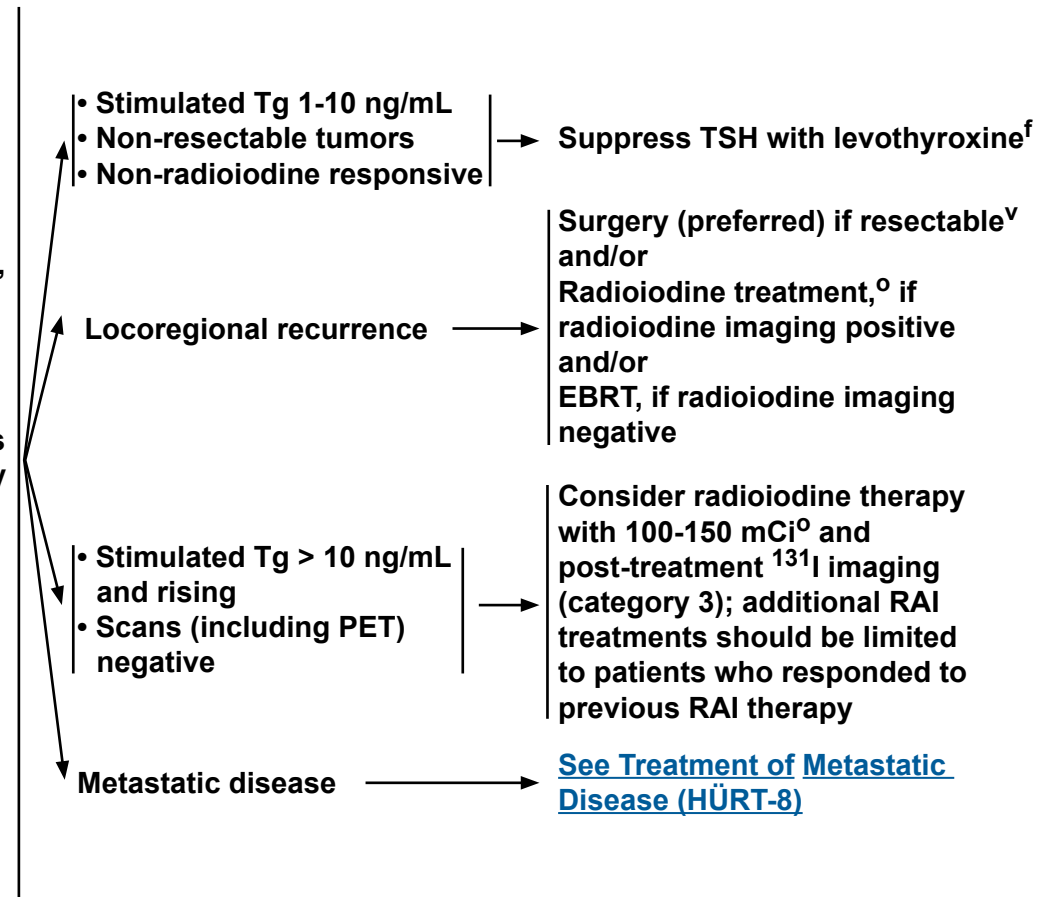 • Stimulated Tg 1-10 ng/mL
• Non-resectable tumors
• Non-radioiodine responsive
Suppress TSH with levothyroxineᶠ
Locoregional recurrence
Surgery (preferred) if resectableᵛ
and/or
Radioiodine treatment,ᵒ if
radioiodine imaging positive
and/or
EBRT, if radioiodine imaging
negative
• Stimulated Tg > 10 ng/mL
and rising
• Scans (including PET)
negative
Consider radioiodine therapy
with 100-150 mCiᵒ and
post-treatment ¹³¹I imaging
(category 3); additional RAI
treatments should be limited
to patients who responded to
previous RAI therapy
Metastatic disease
See Treatment of Metastatic
Disease (HÜRT-8)